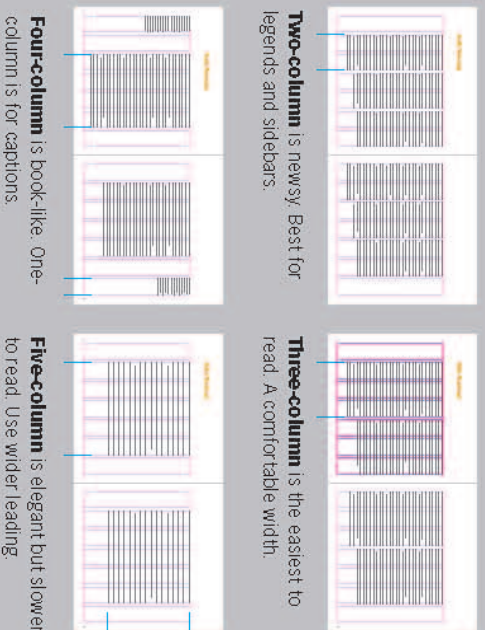 Two-column is newsy. Best for
legends and sidebars.
Three-column is the easiest to
read. A comfortable width.
Four-column is book-like. One-
column is for captions.
Five-column is elegant but slower
to read. Use wider leading.